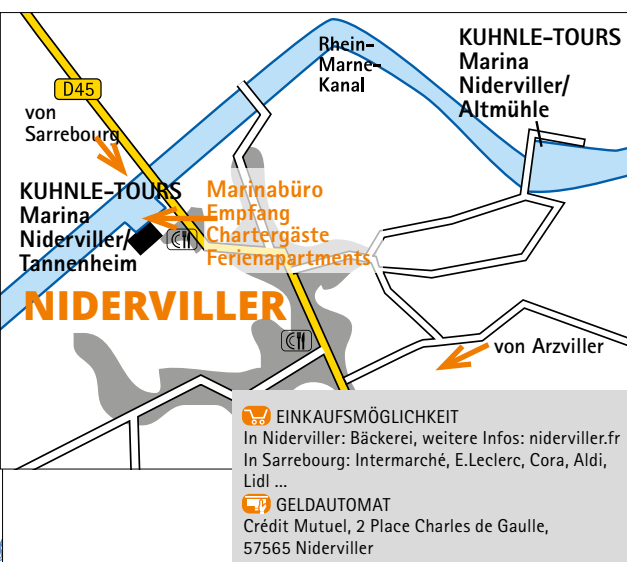 D45
von
Sarrebourg
Rhein-
Marne-
Kanal
KUHNLE-TOURS
Marina
Niderviller/
Altmühle
KUHNLE-TOURS
Marina
Niderviller/
Tannenheim
Marinabüro
Empfang
Chartergäste
Ferienapartments
NIDERVILLER
von Arzviller
EINKAUFSMÖGLICHKEIT
In Niderviller: Bäckerei, weitere Infos: niderviller.fr
In Sarrebourg: Intermarché, E.Leclerc, Cora, Aldi,
Lidl ...
GELDAUTOMAT
Crédit Mutuel, 2 Place Charles de Gaulle,
57565 Niderviller